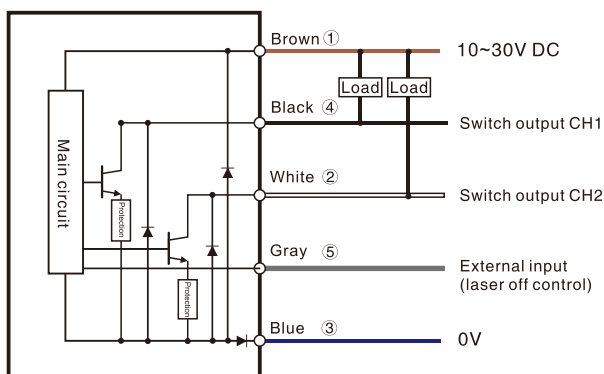 Brown ①
10~30V DC
Load
Load
Black ④
Switch output CH1
Main circuit
Protection
White ②
Switch output CH2
Gray ⑤
External input
(laser off control)
Protection
Blue ③
0V